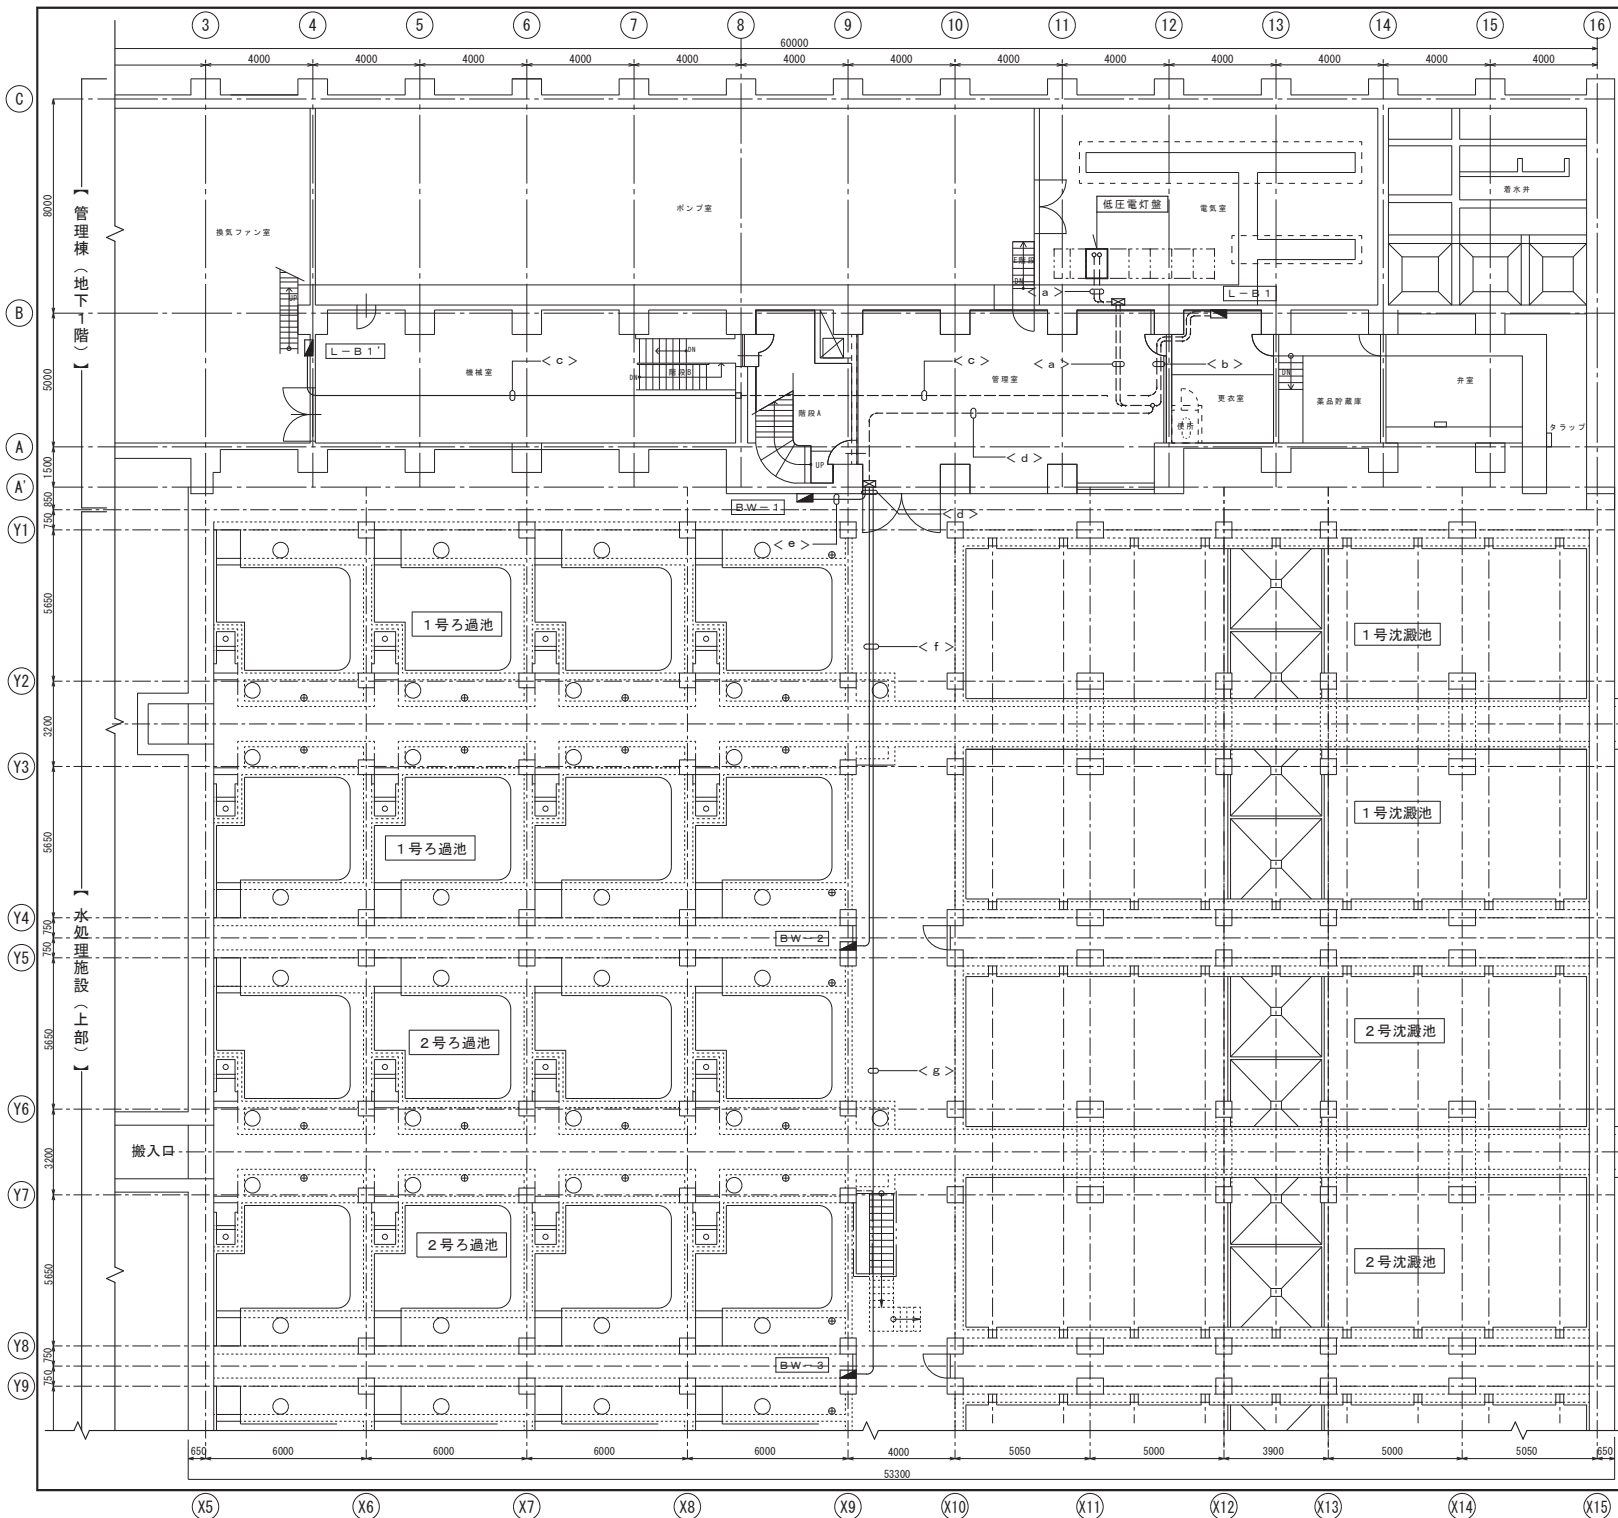 3 4 5 6 7 8 9 10 11 12 13 14 15 16
60000
4000 4000 4000 4000 4000 4000 4000 4000 4000 4000 4000 4000 4000
C
8000
【管理棟（地下1階）】
換気ファン室
ポンプ室
低圧電灯盤
電気室
着水井
E階段
DN
UP
<a>
L-B1
B
L-B1'
<c>
DN
<c>
<a>
<b>
5000
機械室
DN
階段B
管理室
DN
弁室
更衣室
薬品貯蔵庫
階段A
便所
タラップ
A
UP
<d>
1500
A'
850
BW-1
<d>
750
Y1
<e>
5650
1号ろ過池
1号沈澱池
<f>
Y2
3200
Y3
1号沈澱池
5650
1号ろ過池
【水処理施設（上部）】
Y4
750
BW-2
750
Y5
5650
2号ろ過池
2号沈澱池
<g>
Y6
搬入口
3200
Y7
2号ろ過池
5650
2号沈澱池
Y8
750
BW-3
750
Y9
650 6000 6000 6000 6000 4000 5050 5000 3900 5000 5050 650
53300
X5 X6 X7 X8 X9 X10 X11 X12 X13 X14 X15